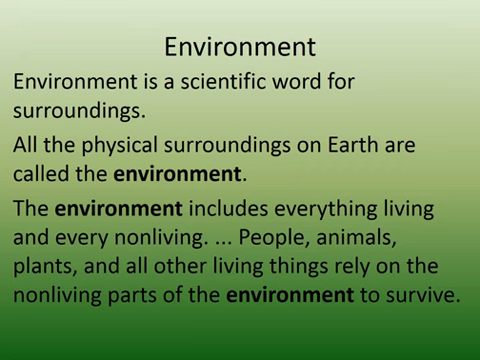 Environment
Environment is a scientific word for
surroundings.
All the physical surroundings on Earth are
called the environment.
The environment includes everything living
and every nonliving. ... People, animals,
plants, and all other living things rely on the
nonliving parts of the environment to survive.